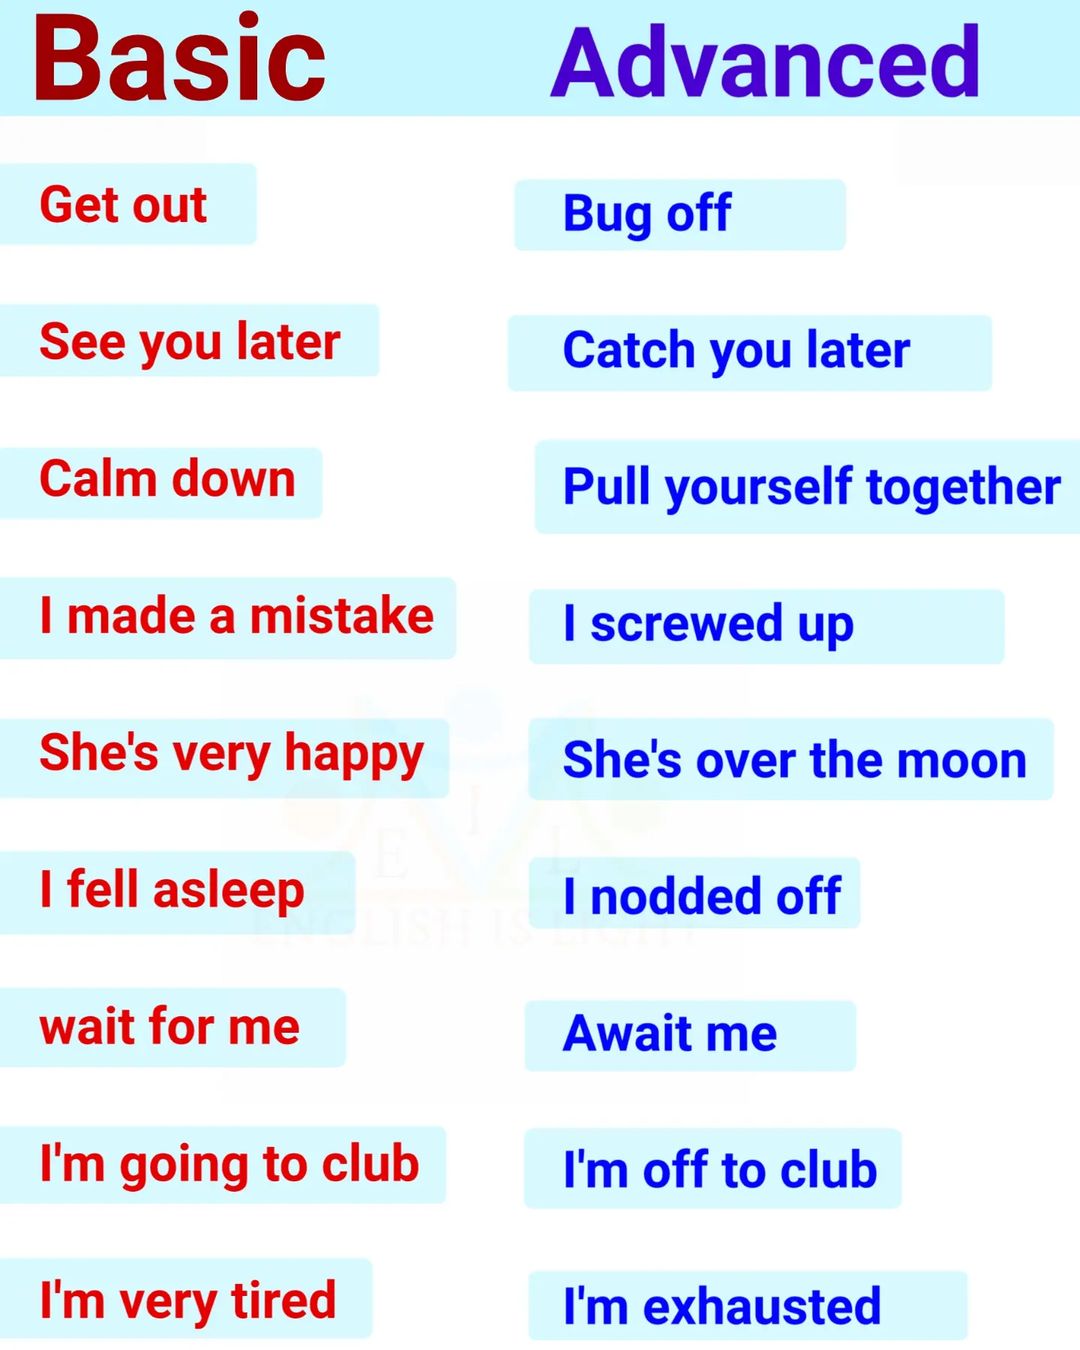 Basic Advanced
Get out Bug off
See you later Catch you later
Calm down Pull yourself together
I made a mistake I screwed up
She's very happy She's over the moon
I fell asleep I nodded off
wait for me Await me
I'm going to club I'm off to club
I'm very tired I'm exhausted
E I L
ENGLISH IS LIGHT